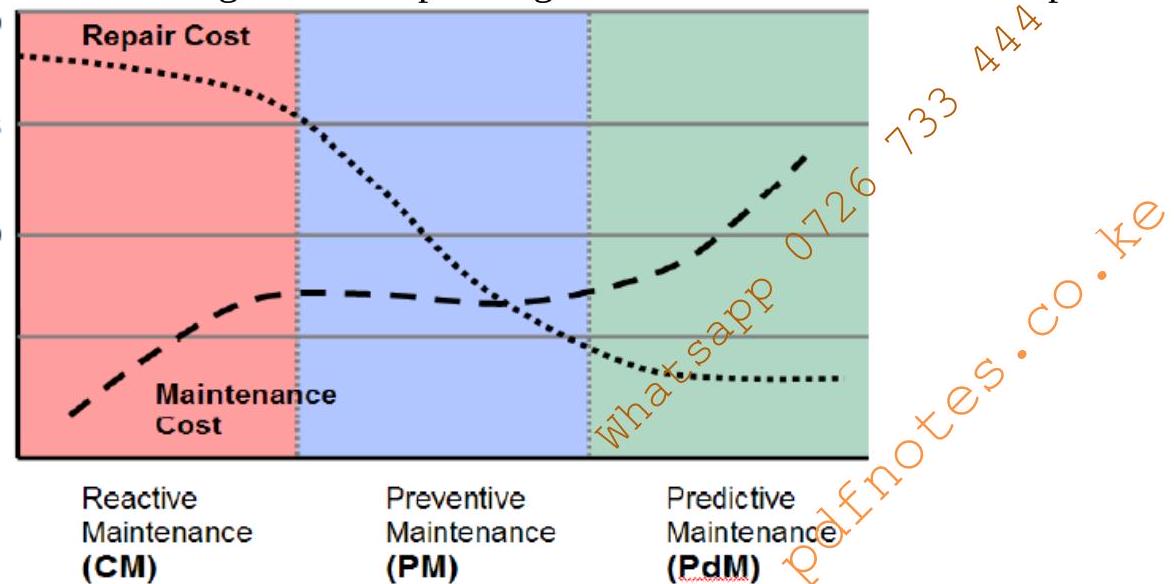 Repair Cost
Maintenance
Cost
Reactive
Maintenance
(CM)
Preventive
Maintenance
(PM)
Predictive
Maintenance
(PdM)
Whatsapp 0726 733 444
pdfnotes.co.ke